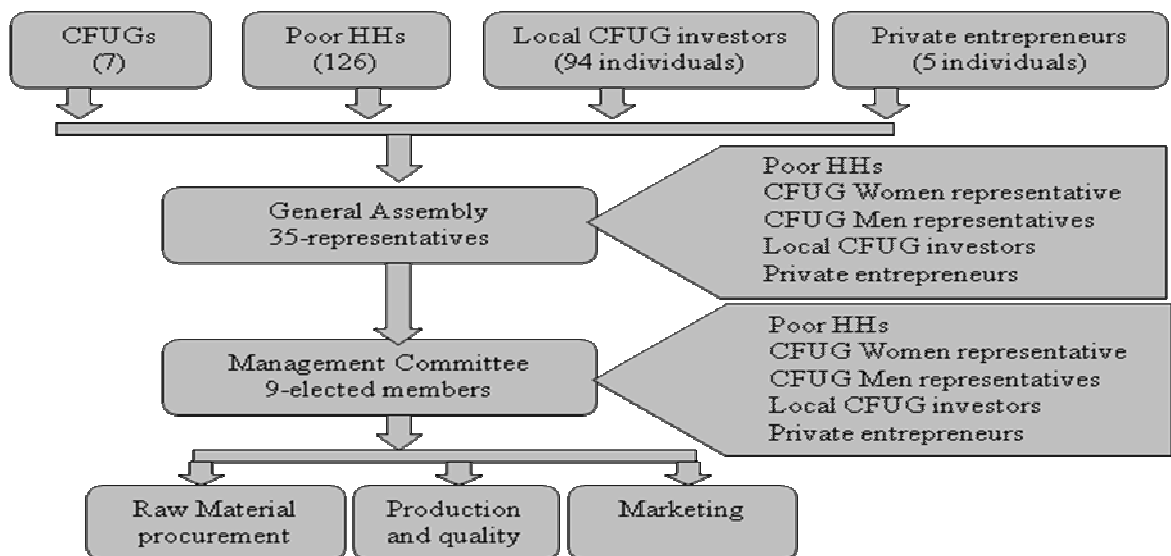 CFUGs
(7)
Poor HHs
(126)
Local CFUG investors
(94 individuals)
Private entrepreneurs
(5 individuals)
General Assembly
35-representatives
Poor HHs
CFUG Women representative
CFUG Men representatives
Local CFUG investors
Private entrepreneurs
Management Committee
9-elected members
Poor HHs
CFUG Women representative
CFUG Men representatives
Local CFUG investors
Private entrepreneurs
Raw Material
procurement
Production
and quality
Marketing